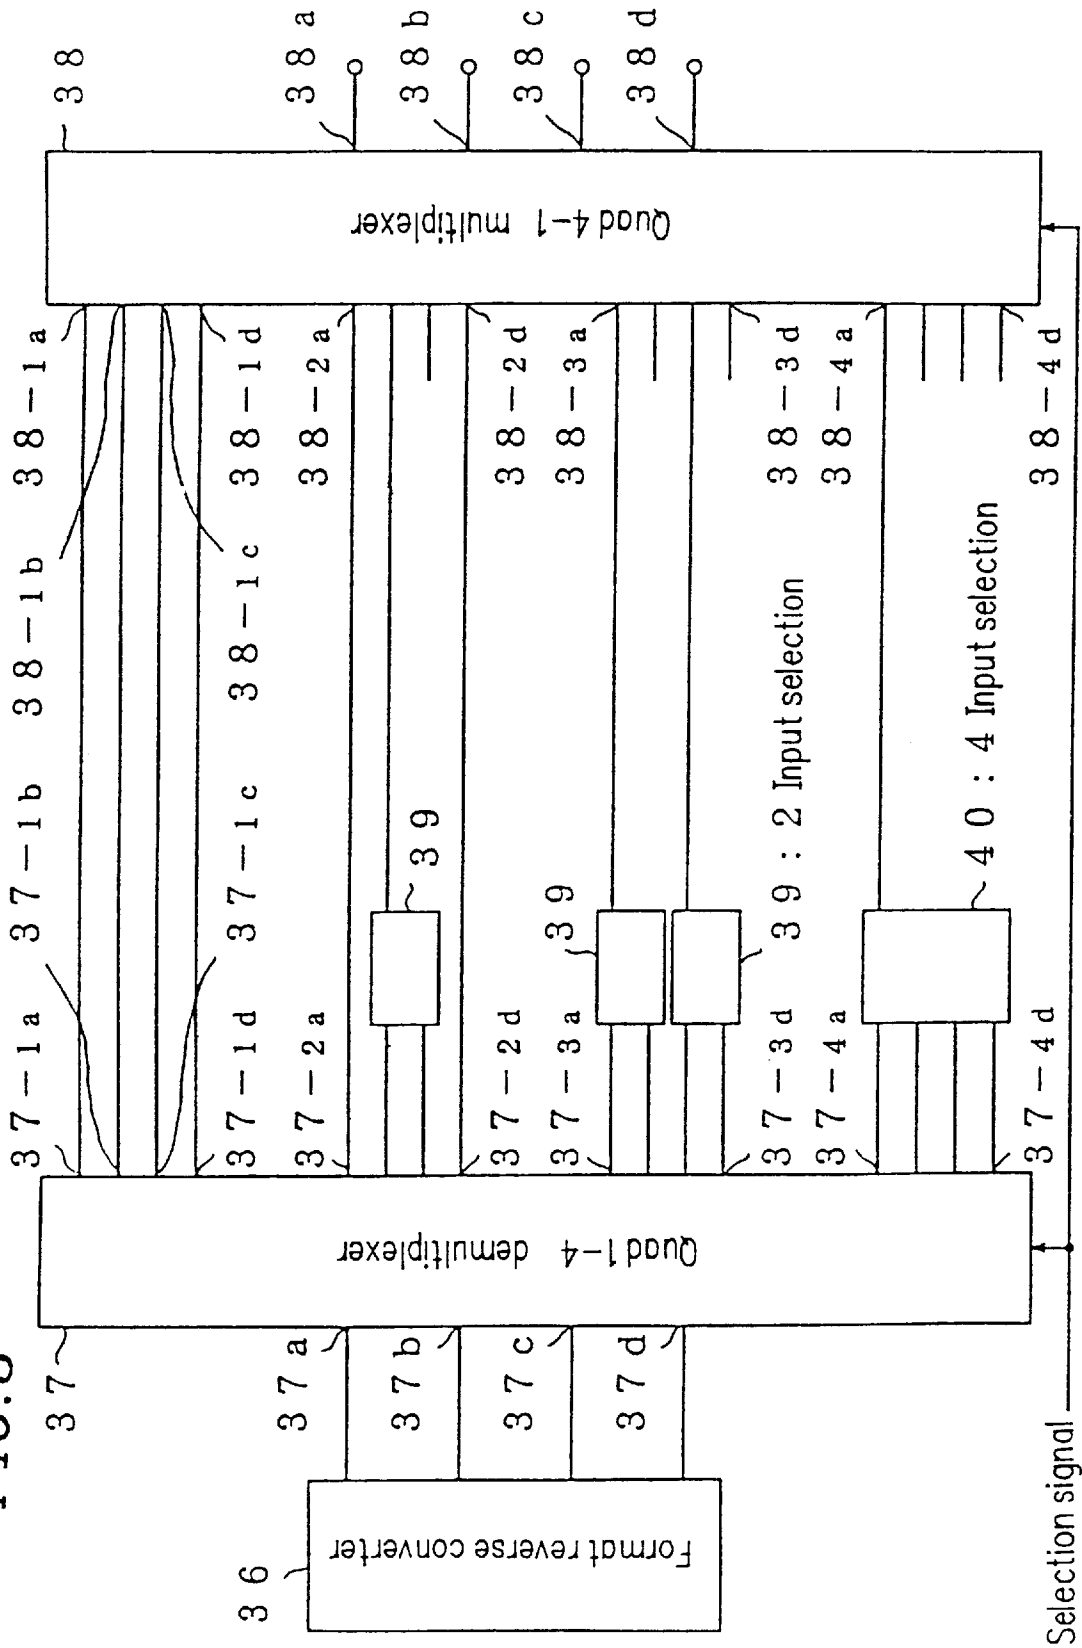 FIG.8
36
Format reverse converter
37
37a
37b
37c
37d
Quad 1-4 demultiplexer
37-1a
37-1b
37-1c
37-1d
37-2a
37-2d
37-3a
37-3d
37-4a
37-4d
39
39
39 : 2 Input selection
40 : 4 Input selection
38-1a
38-1b
38-1c
38-1d
38-2a
38-2d
38-3a
38-3d
38-4a
38-4d
38
Quad 4-1 multiplexer
38a
38b
38c
38d
Selection signal